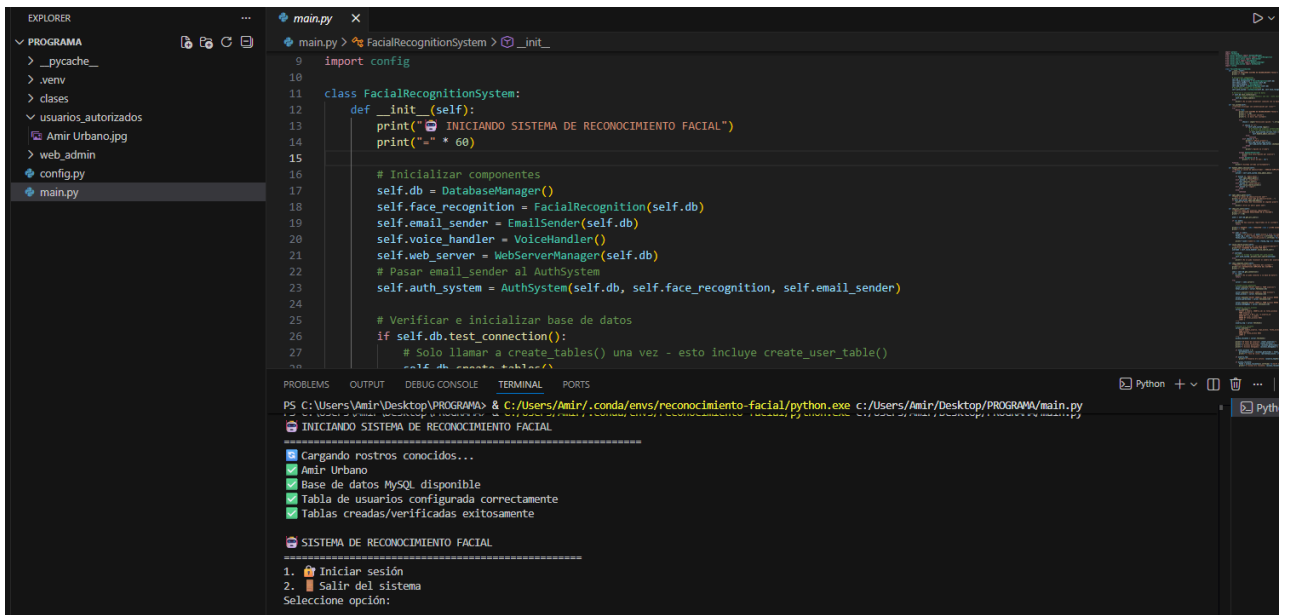 EXPLORER ···
PROGRAMA
__pycache__
.venv
clases
usuarios_autorizados
Amir Urbano.jpg
web_admin
config.py
main.py
main.py
main.py > FacialRecognitionSystem > __init__
9 import config
10
11 class FacialRecognitionSystem:
12 def __init__(self):
13 print("🤖 INICIANDO SISTEMA DE RECONOCIMIENTO FACIAL")
14 print("=" * 60)
15
16 # Inicializar componentes
17 self.db = DatabaseManager()
18 self.face_recognition = FacialRecognition(self.db)
19 self.email_sender = EmailSender(self.db)
20 self.voice_handler = VoiceHandler()
21 self.web_server = WebServerManager(self.db)
22 # Pasar email_sender al AuthSystem
23 self.auth_system = AuthSystem(self.db, self.face_recognition, self.email_sender)
24
25 # Verificar e inicializar base de datos
26 if self.db.test_connection():
27 # Solo llamar a create_tables() una vez - esto incluye create_user_table()
28 self.db.create_tables()
PROBLEMS OUTPUT DEBUG CONSOLE TERMINAL PORTS Python
PS C:\Users\Amir\Desktop\PROGRAMA> & C:/Users/Amir/.conda/envs/reconocimiento-facial/python.exe c:/Users/Amir/Desktop/PROGRAMA/main.py
🤖 INICIANDO SISTEMA DE RECONOCIMIENTO FACIAL
============================================================
🔄 Cargando rostros conocidos...
✅ Amir Urbano
✅ Base de datos MySQL disponible
✅ Tabla de usuarios configurada correctamente
✅ Tablas creadas/verificadas exitosamente
🤖 SISTEMA DE RECONOCIMIENTO FACIAL
==================================================
1. 🔐 Iniciar sesión
2. 🚪 Salir del sistema
Seleccione opción:
Pyth